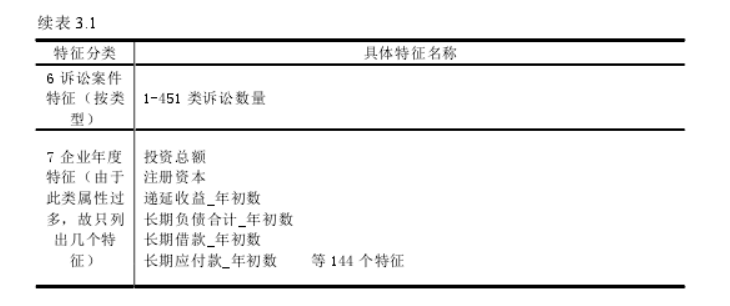 续表 3.1
特征分类 具体特征名称
6 诉讼案件
特征（按类
型）
1-451 类诉讼数量
7 企业年度
特征（由于
此类属性过
多，故只列
出几个特
征）
投资总额
注册资本
递延收益_年初数
长期负债合计_年初数
长期借款_年初数
长期应付款_年初数 等 144 个特征